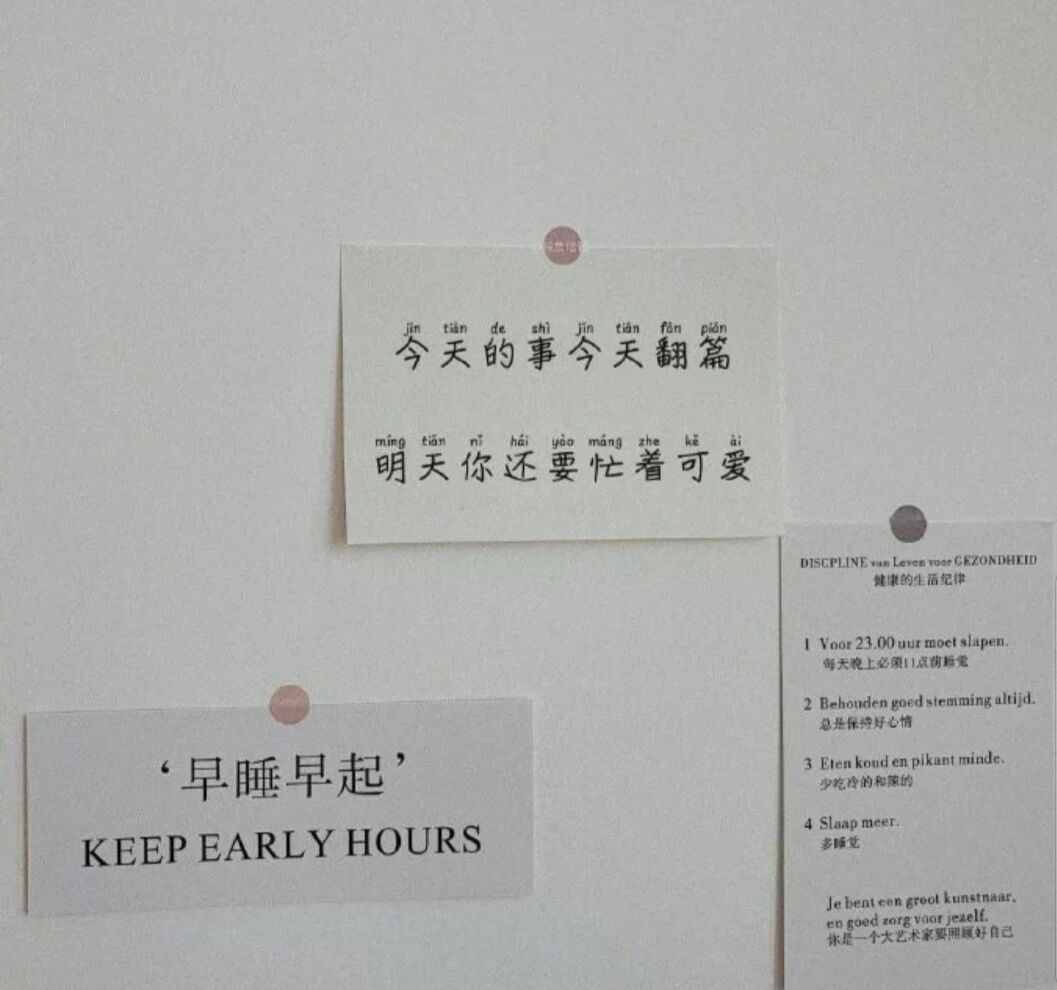 jīn tiān de shì jīn tiān fān piān
今天的事今天翻篇
míng tiān nǐ hái yào máng zhe kě ài
明天你还要忙着可爱
DISCPLINE van Leven voor GEZONDHEID
健康的生活纪律
1 Voor 23.00 uur moet slapen.
每天晚上必须11点前睡觉
2 Behouden goed stemming altijd.
总是保持好心情
3 Eten koud en pikant minde.
少吃冷的和辣的
4 Slaap meer.
多睡觉
Je bent een groot kunstnaar,
en goed zorg voor jezelf.
你是一个大艺术家要照顾好自己
‘早睡早起’
KEEP EARLY HOURS